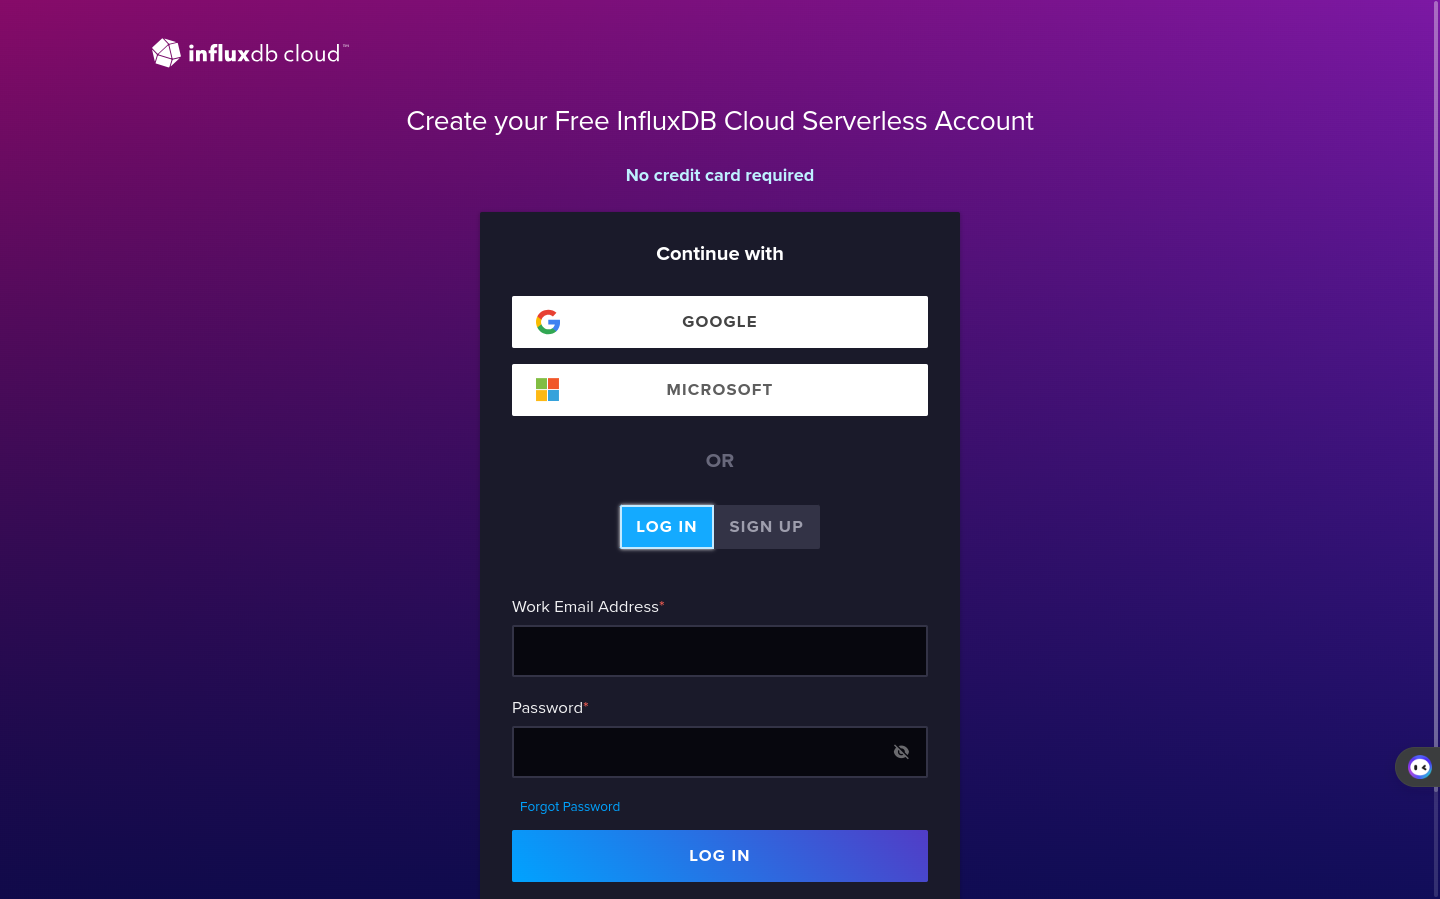 influxdb cloud™
Create your Free InfluxDB Cloud Serverless Account
No credit card required
Continue with
GOOGLE
MICROSOFT
OR
LOG IN SIGN UP
Work Email Address*
Password*
Forgot Password
LOG IN